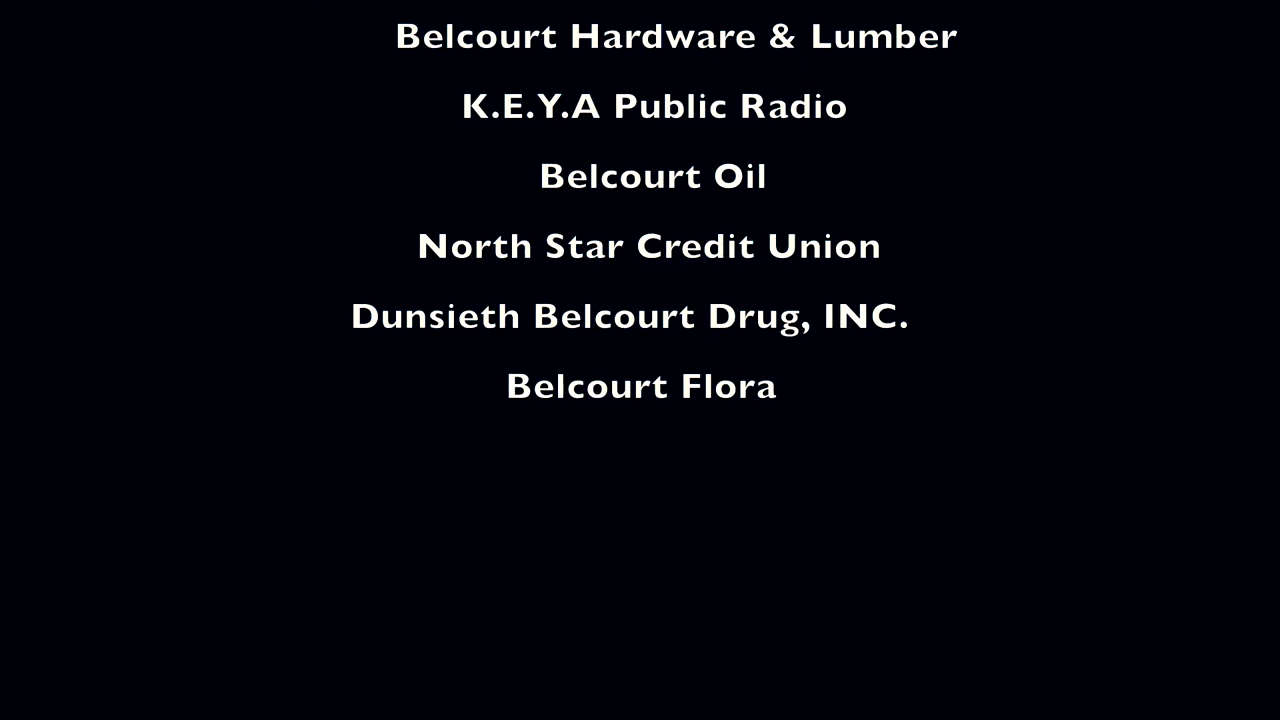 Belcourt Hardware & Lumber
K.E.Y.A Public Radio
Belcourt Oil
North Star Credit Union
Dunsieth Belcourt Drug, INC.
Belcourt Flora